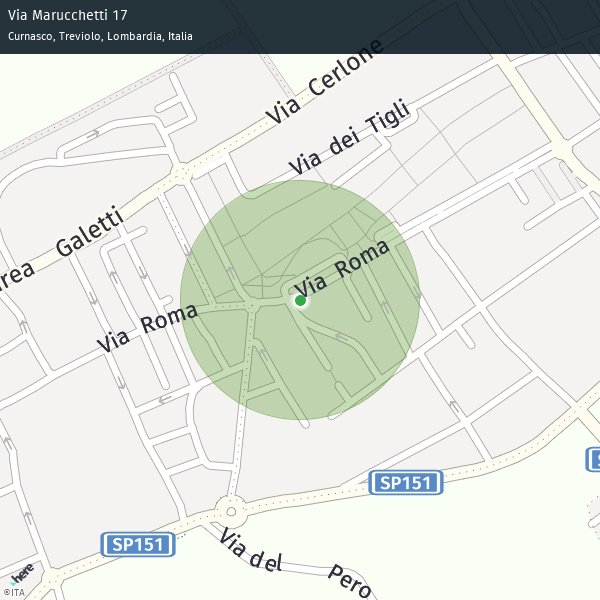 Via Marucchetti 17
Curnasco, Treviolo, Lombardia, Italia
Via Cerlone
Via dei Tigli
rea Galetti
Via Roma
Via Roma
SP151
S
SP151
Via del Pero
here
©ITA